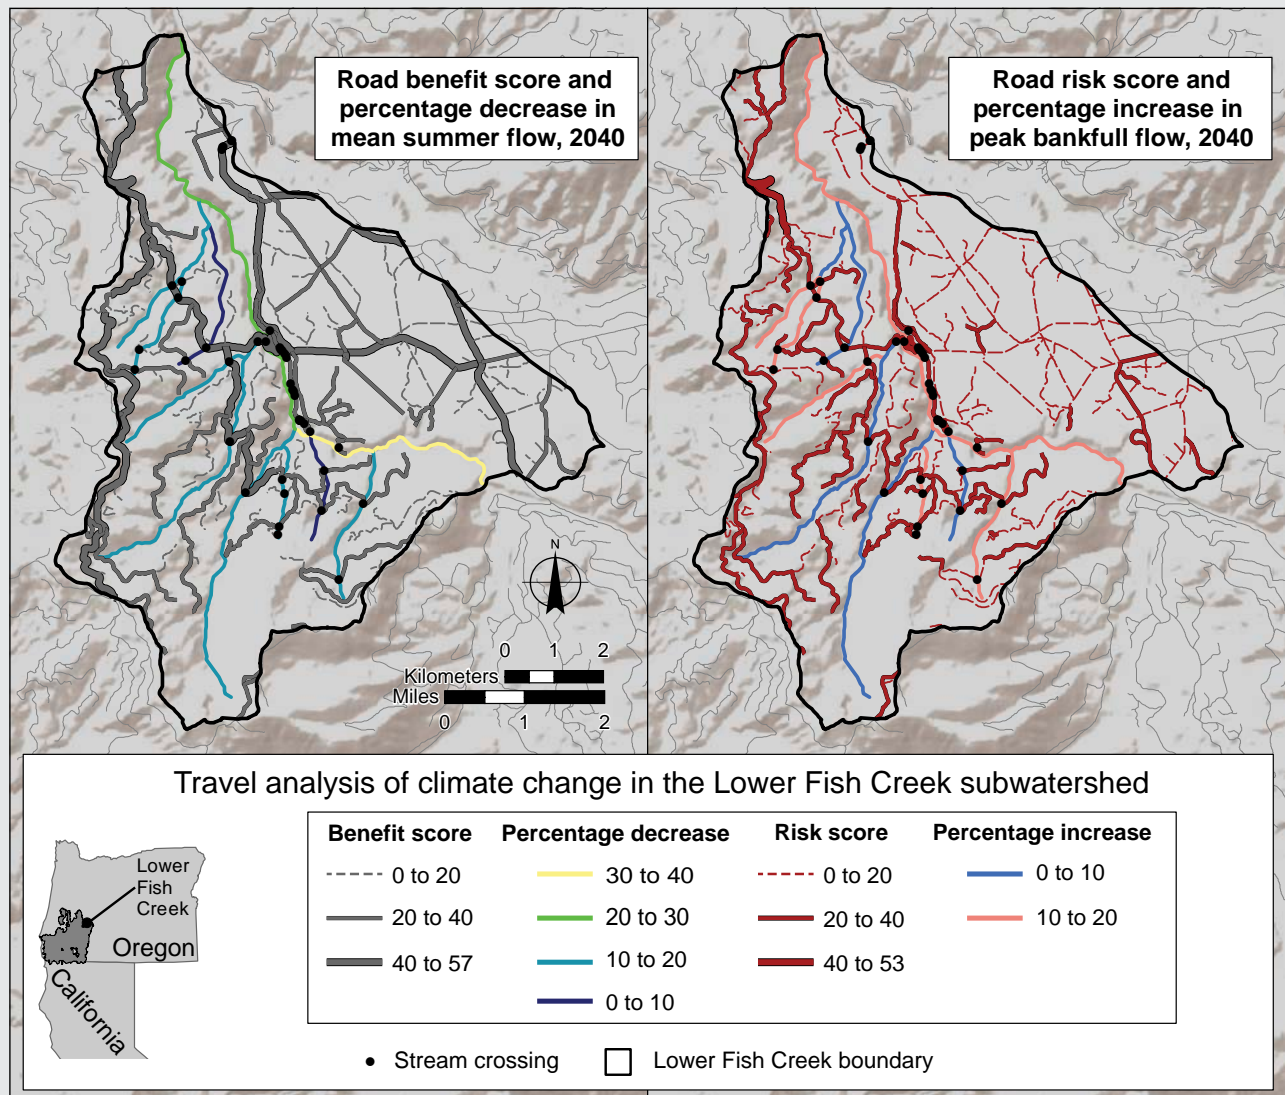 Road benefit score and
percentage decrease in
mean summer flow, 2040
Road risk score and
percentage increase in
peak bankfull flow, 2040
N
0 1 2
Kilometers
Miles
0 1 2
Travel analysis of climate change in the Lower Fish Creek subwatershed
Lower
Fish
Creek
Oregon
California
Benefit score Percentage decrease Risk score Percentage increase
0 to 20 30 to 40 0 to 20 0 to 10
20 to 40 20 to 30 20 to 40 10 to 20
40 to 57 10 to 20 40 to 53
0 to 10
Stream crossing Lower Fish Creek boundary